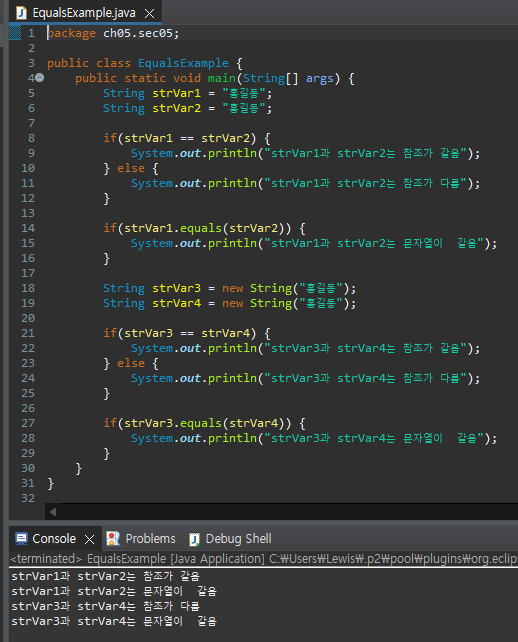 EqualsExample.java
1 package ch05.sec05;
2
3 public class EqualsExample {
4     public static void main(String[] args) {
5         String strVar1 = "홍길동";
6         String strVar2 = "홍길동";
7
8         if(strVar1 == strVar2) {
9             System.out.println("strVar1과 strVar2는 참조가 같음");
10         } else {
11             System.out.println("strVar1과 strVar2는 참조가 다름");
12         }
13
14         if(strVar1.equals(strVar2)) {
15             System.out.println("strVar1과 strVar2는 문자열이  같음");
16         }
17
18         String strVar3 = new String("홍길동");
19         String strVar4 = new String("홍길동");
20
21         if(strVar3 == strVar4) {
22             System.out.println("strVar3과 strVar4는 참조가 같음");
23         } else {
24             System.out.println("strVar3과 strVar4는 참조가 다름");
25         }
26
27         if(strVar3.equals(strVar4)) {
28             System.out.println("strVar3과 strVar4는 문자열이  같음");
29         }
30     }
31 }
32
Console Problems Debug Shell
<terminated> EqualsExample [Java Application] C:₩Users₩Lewis₩.p2₩pool₩plugins₩org.eclips
strVar1과 strVar2는 참조가 같음
strVar1과 strVar2는 문자열이  같음
strVar3과 strVar4는 참조가 다름
strVar3과 strVar4는 문자열이  같음